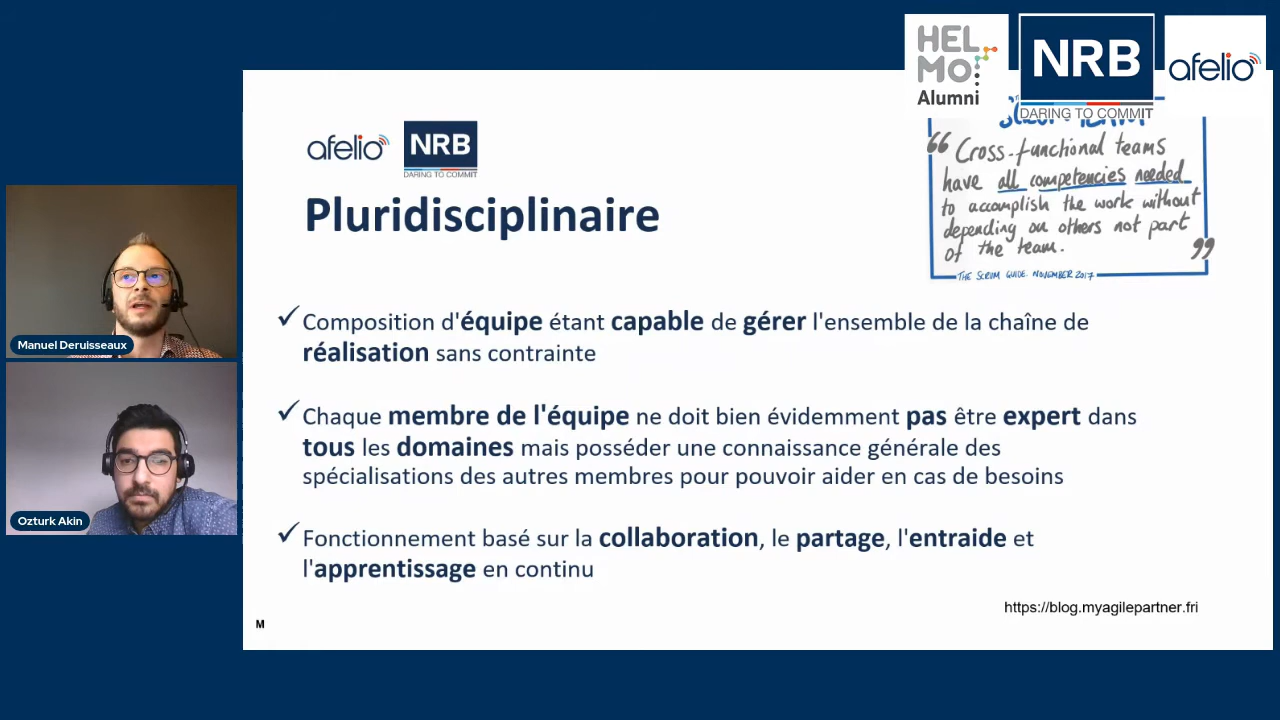 HEL
MO
Alumni
NRB
DARING TO COMMIT
afelio
afelio
NRB
DARING TO COMMIT
Pluridisciplinaire
“ Cross-functional teams
have all competencies needed
to accomplish the work without
depending on others not part
of the team. ”
THE SCRUM GUIDE. NOVEMBER 2017
Manuel Deruisseaux
Ozturk Akin
✓ Composition d'équipe étant capable de gérer l'ensemble de la chaîne de
réalisation sans contrainte
✓ Chaque membre de l'équipe ne doit bien évidemment pas être expert dans
tous les domaines mais posséder une connaissance générale des
spécialisations des autres membres pour pouvoir aider en cas de besoins
✓ Fonctionnement basé sur la collaboration, le partage, l'entraide et
l'apprentissage en continu
https://blog.myagilepartner.fri
M